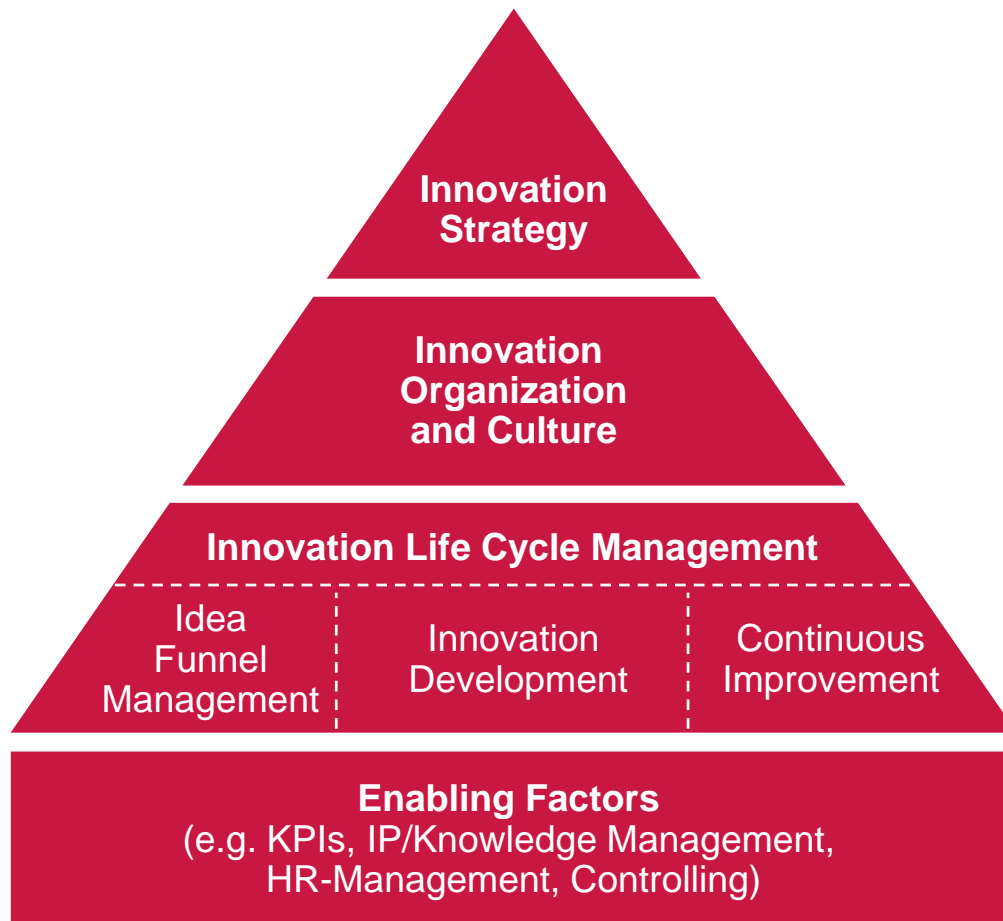 Innovation
Strategy
Innovation
Organization
and Culture
Innovation Life Cycle Management
Idea
Funnel
Management
Innovation
Development
Continuous
Improvement
Enabling Factors
(e.g. KPIs, IP/Knowledge Management,
HR-Management, Controlling)